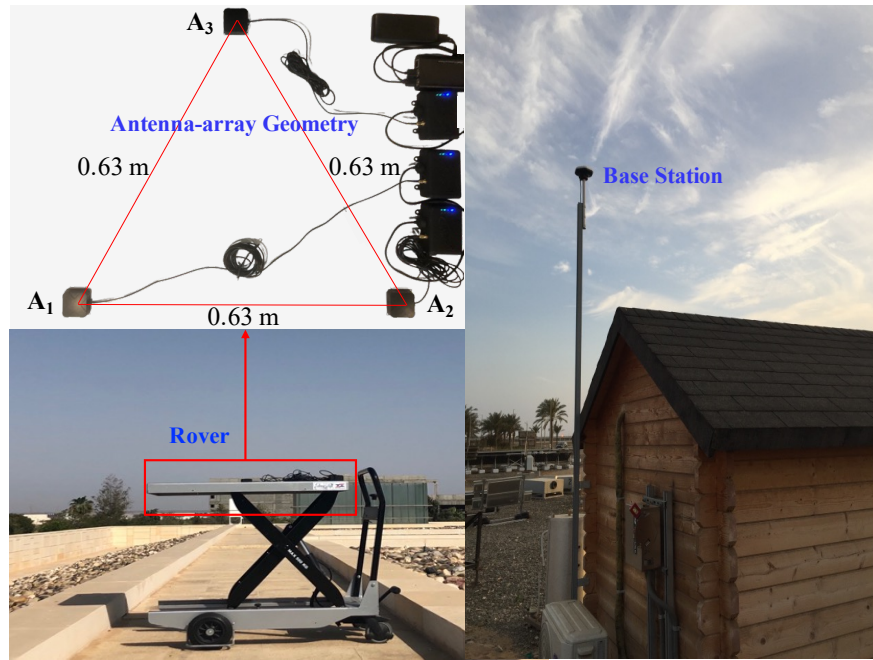 A3
Antenna-array Geometry
0.63 m
0.63 m
A1
A2
0.63 m
Rover
Base Station